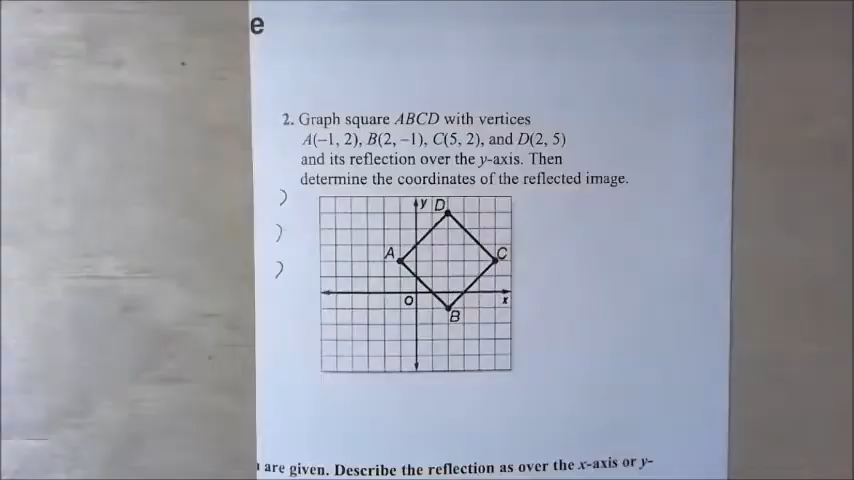 e
2. Graph square ABCD with vertices
A(−1, 2), B(2, −1), C(5, 2), and D(2, 5)
and its reflection over the y-axis. Then
determine the coordinates of the reflected image.
)
)
)
y D
A
C
O
x
B
are given. Describe the reflection as over the x-axis or y-